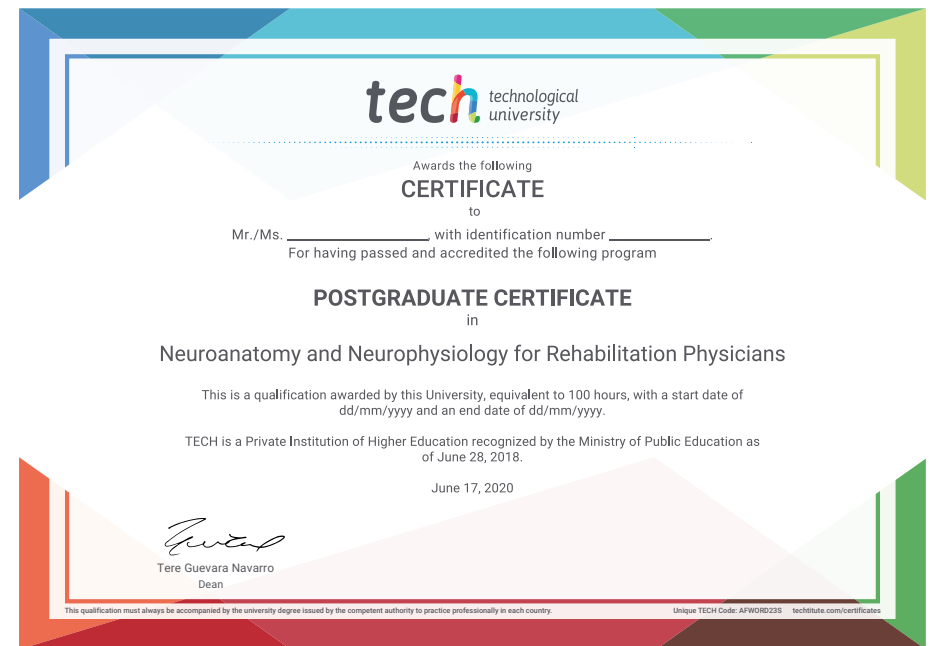 tech technological
university
Awards the following
CERTIFICATE
to
Mr./Ms. ____________________, with identification number ______________.
For having passed and accredited the following program
POSTGRADUATE CERTIFICATE
in
Neuroanatomy and Neurophysiology for Rehabilitation Physicians
This is a qualification awarded by this University, equivalent to 100 hours, with a start date of
dd/mm/yyyy and an end date of dd/mm/yyyy.
TECH is a Private Institution of Higher Education recognized by the Ministry of Public Education as
of June 28, 2018.
June 17, 2020
Tere Guevara Navarro
Dean
This qualification must always be accompanied by the university degree issued by the competent authority to practice professionally in each country. Unique TECH Code: AFWORD23S techtitute.com/certificates